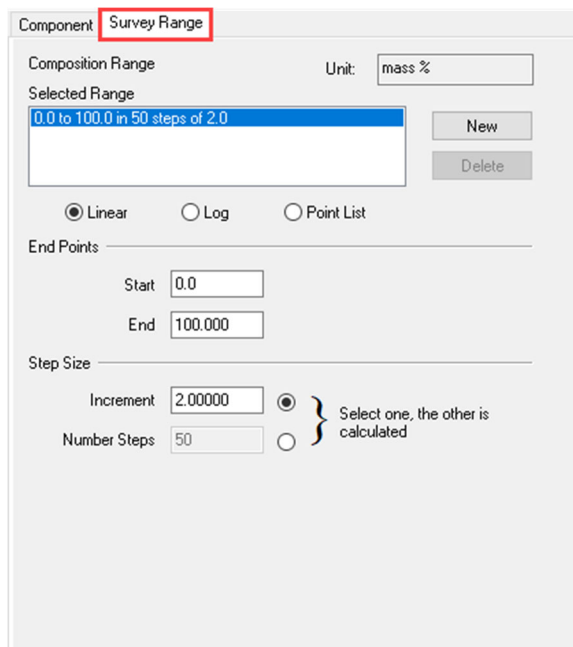 Component Survey Range
Composition Range Unit: mass %
Selected Range
0.0 to 100.0 in 50 steps of 2.0
New
Delete
Linear Log Point List
End Points
Start 0.0
End 100.000
Step Size
Increment 2.00000
Select one, the other is
calculated
Number Steps 50